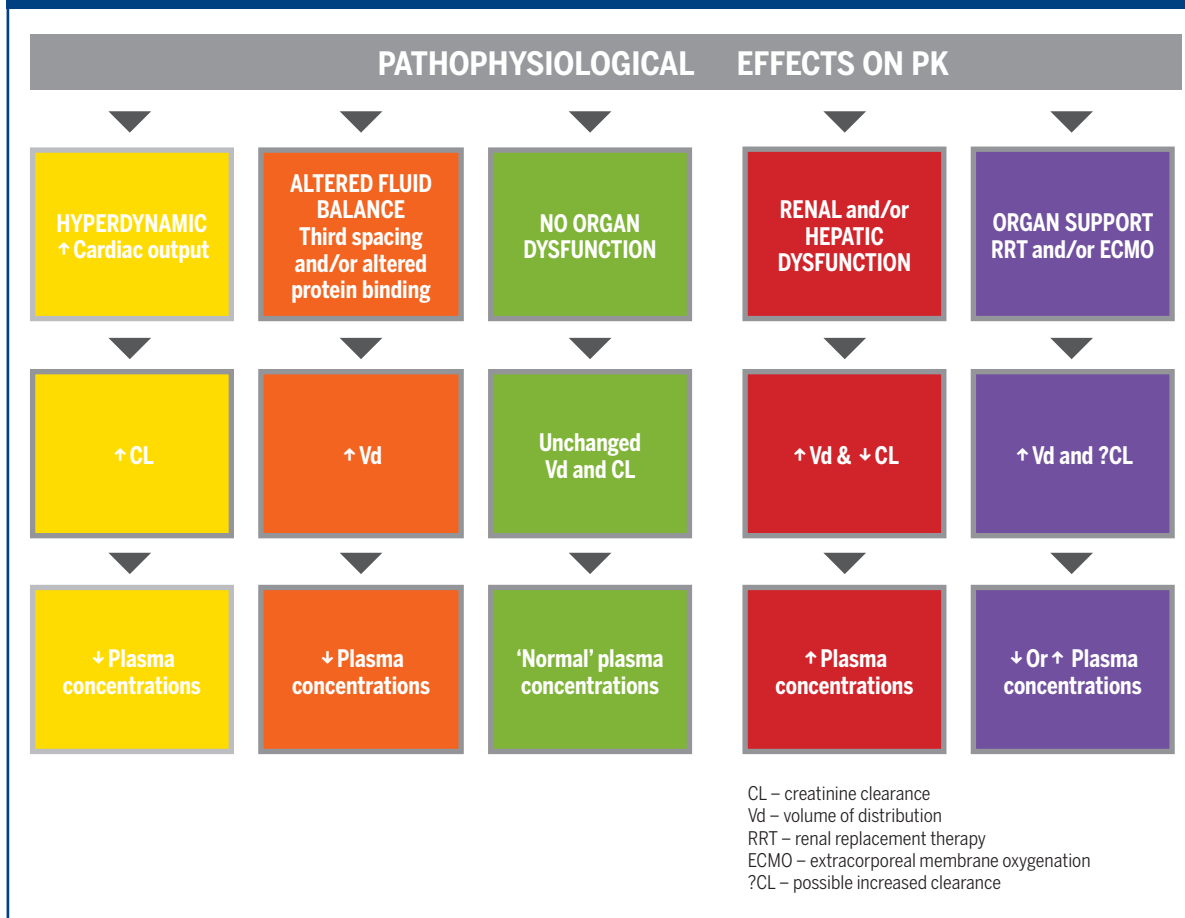 PATHOPHYSIOLOGICAL EFFECTS ON PK
HYPERDYNAMIC
↑ Cardiac output
ALTERED FLUID
BALANCE
Third spacing
and/or altered
protein binding
NO ORGAN
DYSFUNCTION
RENAL and/or
HEPATIC
DYSFUNCTION
ORGAN SUPPORT
RRT and/or ECMO
↑ CL
↑ Vd
Unchanged
Vd and CL
↑ Vd & ↓ CL
↑ Vd and ?CL
↓ Plasma
concentrations
↓ Plasma
concentrations
‘Normal’ plasma
concentrations
↑ Plasma
concentrations
↓ Or ↑ Plasma
concentrations
CL – creatinine clearance
Vd – volume of distribution
RRT – renal replacement therapy
ECMO – extracorporeal membrane oxygenation
?CL – possible increased clearance